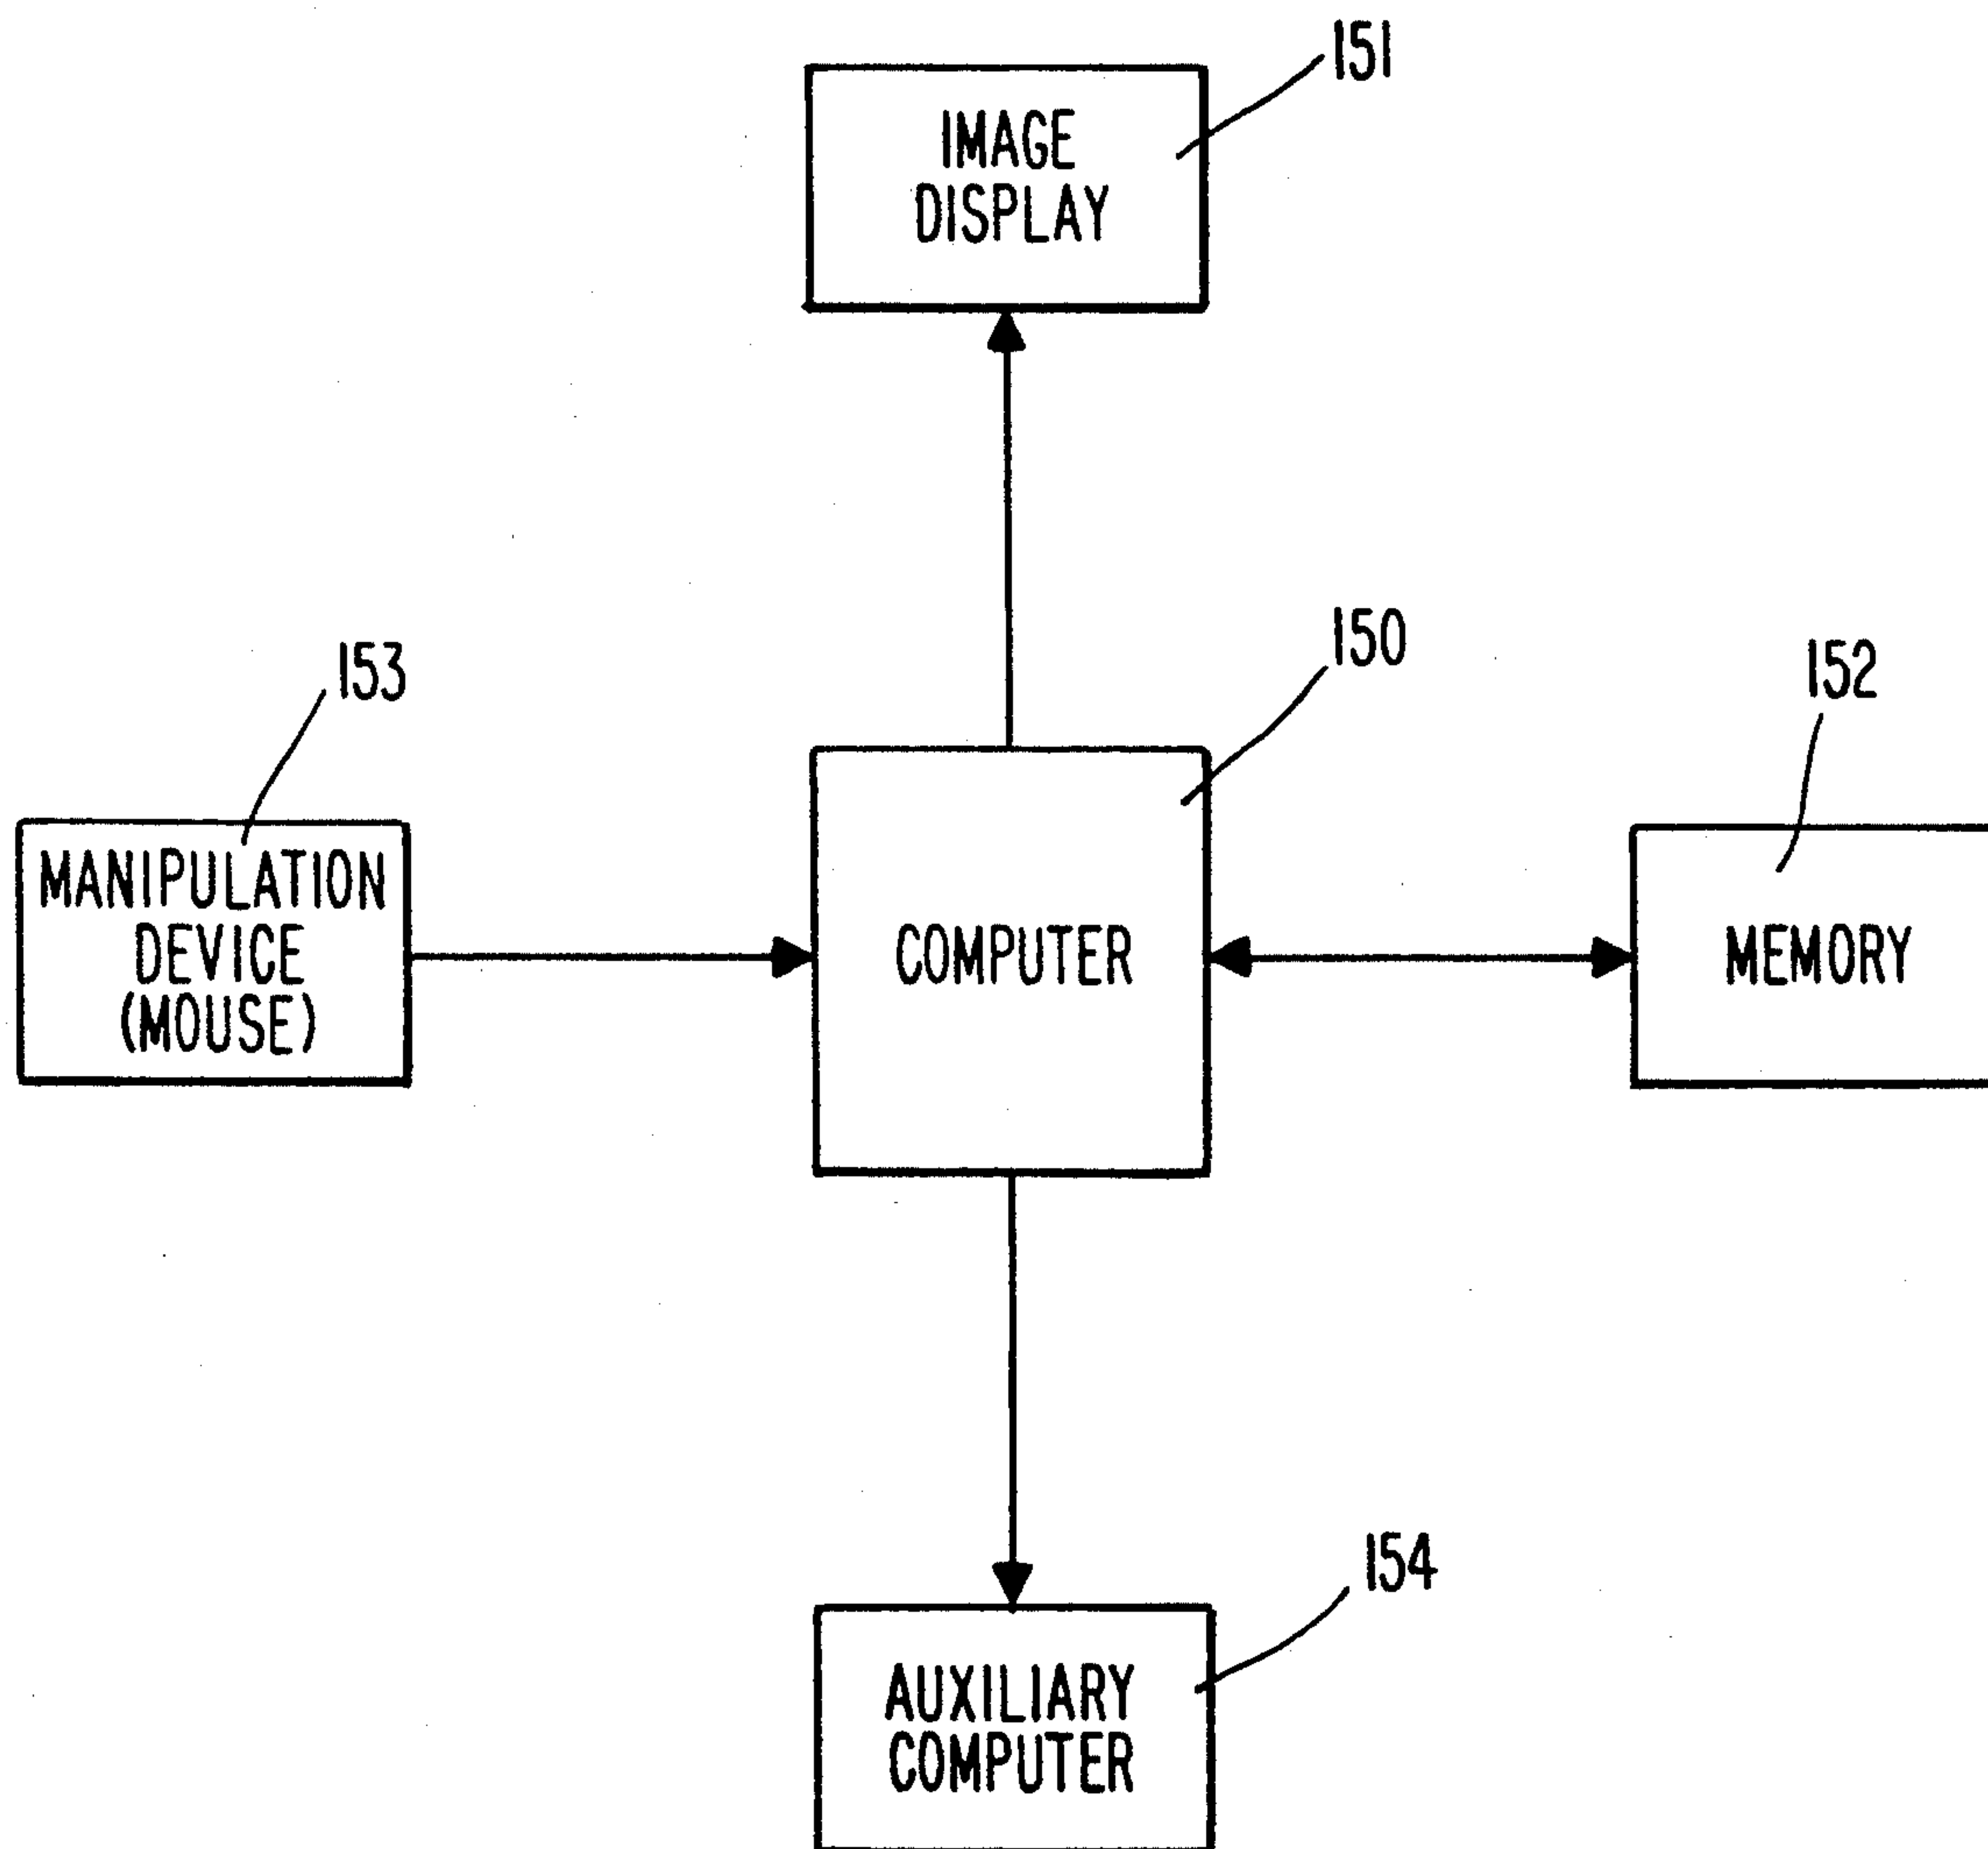 151
IMAGE
DISPLAY
150
153
152
MANIPULATION
DEVICE
(MOUSE)
COMPUTER
MEMORY
154
AUXILIARY
COMPUTER